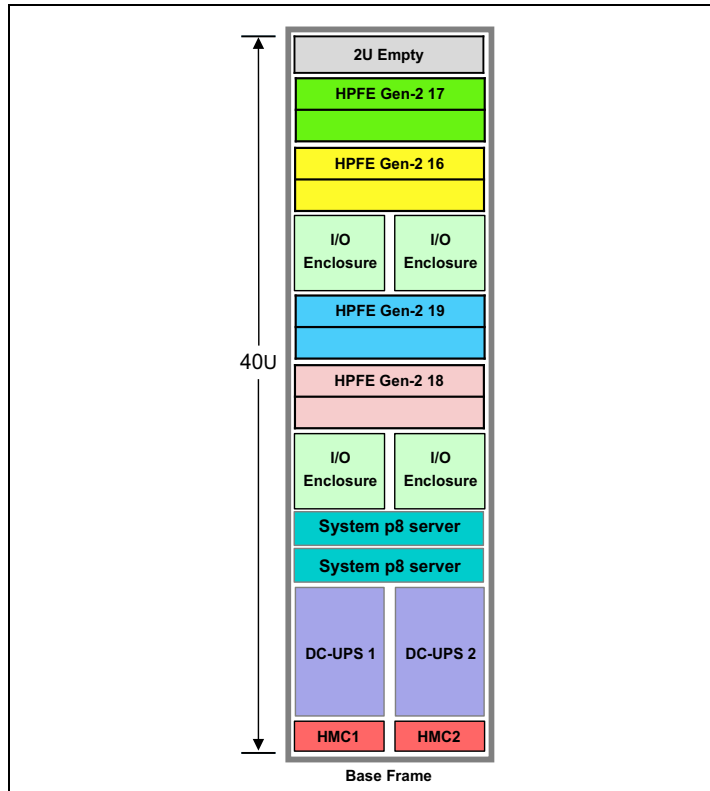 2U Empty
HPFE Gen-2 17
HPFE Gen-2 16
I/O
Enclosure
I/O
Enclosure
HPFE Gen-2 19
40U
HPFE Gen-2 18
I/O
Enclosure
I/O
Enclosure
System p8 server
System p8 server
DC-UPS 1
DC-UPS 2
HMC1
HMC2
Base Frame